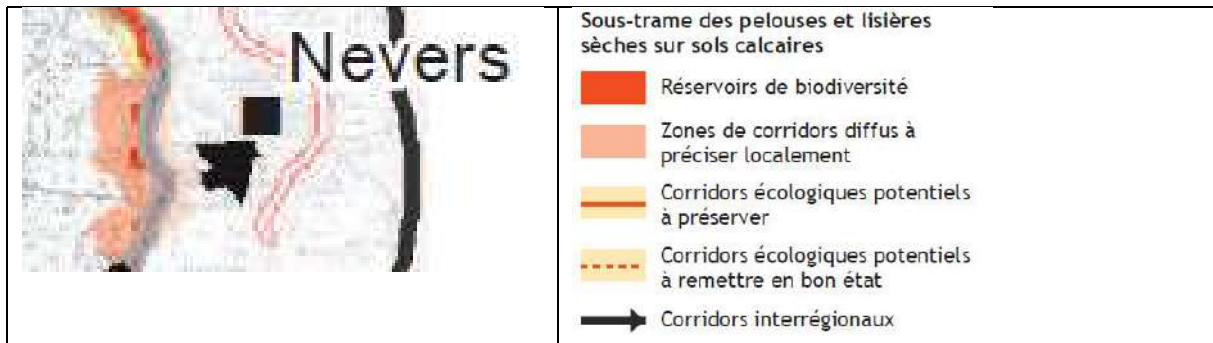 Nevers
Sous-trame des pelouses et lisières
sèches sur sols calcaires
Réservoirs de biodiversité
Zones de corridors diffus à
préciser localement
Corridors écologiques potentiels
à préserver
Corridors écologiques potentiels
à remettre en bon état
Corridors interrégionaux